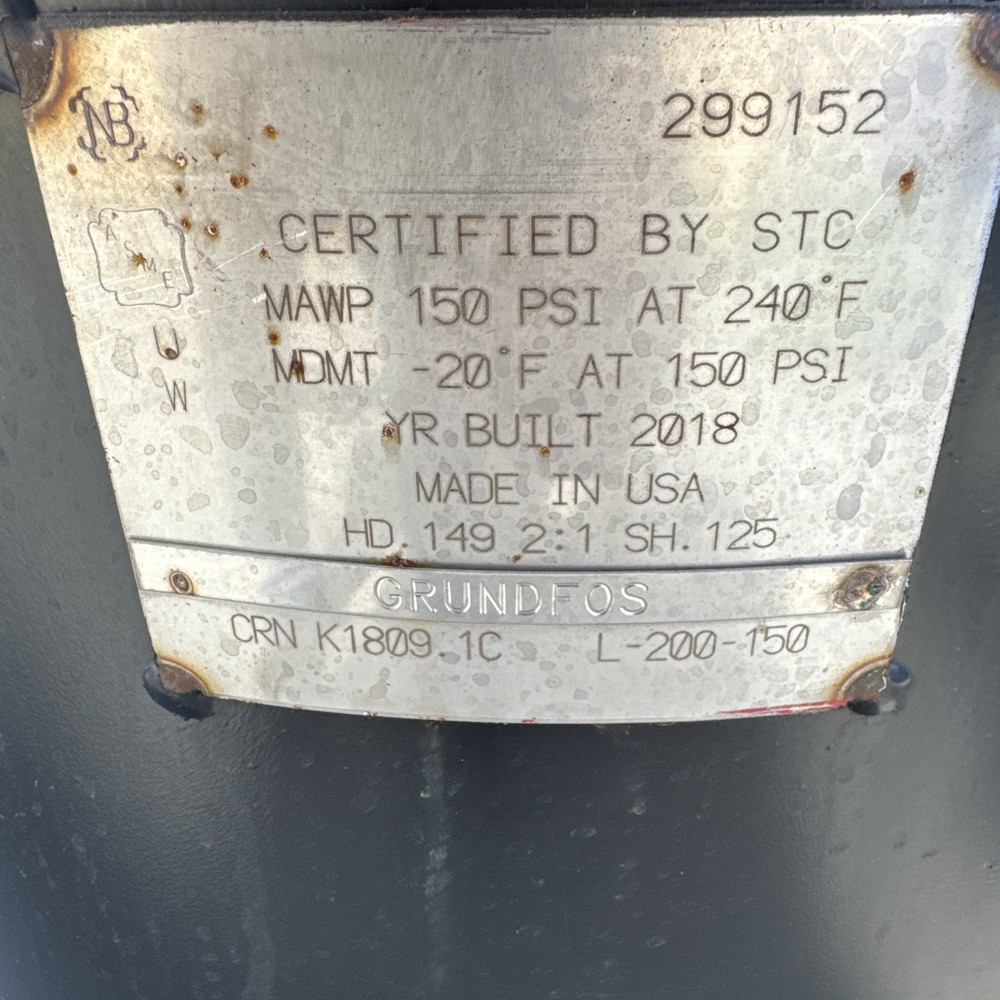 NB 299152
ASME
CERTIFIED BY STC
U MAWP 150 PSI AT 240°F
W MDMT -20°F AT 150 PSI
YR BUILT 2018
MADE IN USA
HD.149 2:1 SH.125
GRUNDFOS
CRN K1809.1C L-200-150